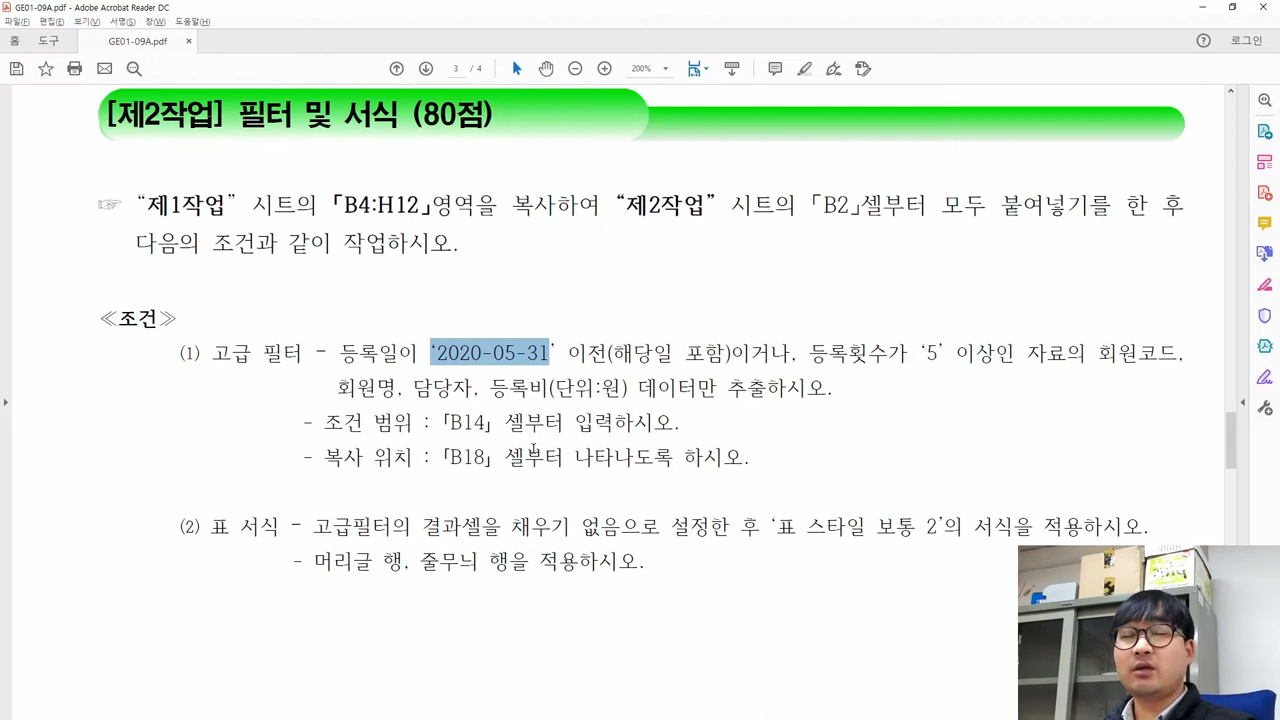 GE01-09A.pdf - Adobe Acrobat Reader DC
파일(F) 편집(E) 보기(V) 서명(S) 창(W) 도움말(H)
홈 도구 GE01-09A.pdf × 로그인
3 / 4 200%
[제2작업] 필터 및 서식 (80점)
☞ “제1작업” 시트의 「B4:H12」영역을 복사하여 “제2작업” 시트의 「B2」셀부터 모두 붙여넣기를 한 후
다음의 조건과 같이 작업하시오.
≪조건≫
(1) 고급 필터 - 등록일이 ‘2020-05-31’ 이전(해당일 포함)이거나, 등록횟수가 ‘5’ 이상인 자료의 회원코드,
회원명, 담당자, 등록비(단위:원) 데이터만 추출하시오.
- 조건 범위 : 「B14」 셀부터 입력하시오.
- 복사 위치 : 「B18」 셀부터 나타나도록 하시오.
(2) 표 서식 - 고급필터의 결과셀을 채우기 없음으로 설정한 후 ‘표 스타일 보통 2’의 서식을 적용하시오.
- 머리글 행, 줄무늬 행을 적용하시오.